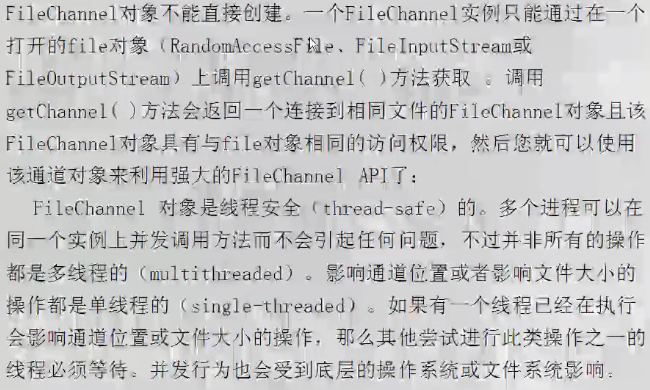 FileChannel对象不能直接创建。一个FileChannel实例只能通过在一个
打开的file对象（RandomAccessFile、FileInputStream或
FileOutputStream）上调用getChannel( )方法获取 。调用
getChannel( )方法会返回一个连接到相同文件的FileChannel对象且该
FileChannel对象具有与file对象相同的访问权限，然后您就可以使用
该通道对象来利用强大的FileChannel API了：
FileChannel 对象是线程安全（thread-safe）的。多个进程可以在
同一个实例上并发调用方法而不会引起任何问题，不过并非所有的操作
都是多线程的（multithreaded）。影响通道位置或者影响文件大小的
操作都是单线程的（single-threaded）。如果有一个线程已经在执行
会影响通道位置或文件大小的操作，那么其他尝试进行此类操作之一的
线程必须等待。并发行为也会受到底层的操作系统或文件系统影响。